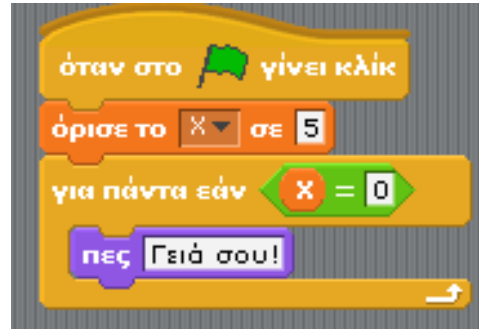 όταν στο γίνει κλίκ
όρισε το X σε 5
για πάντα εάν X = 0
πες Γειά σου!